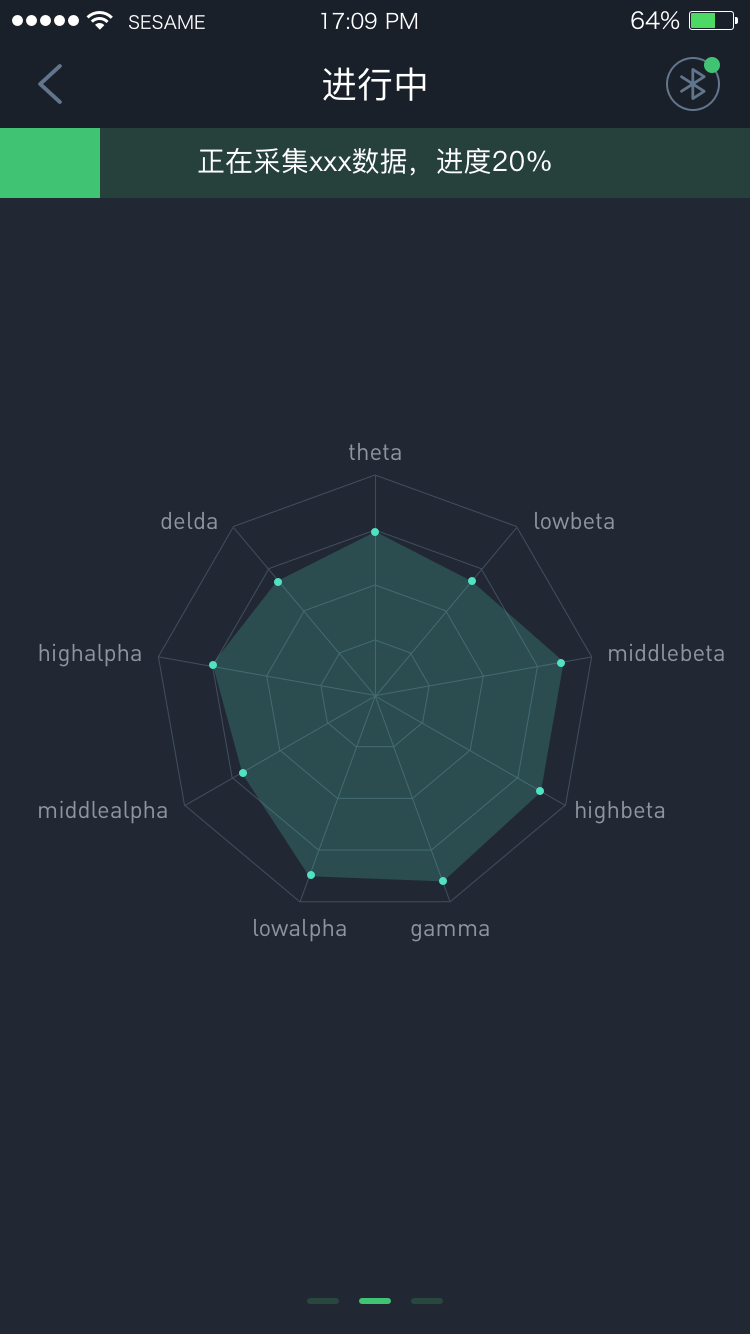 SESAME 17:09 PM 64%
进行中
正在采集xxx数据，进度20%
theta
delda lowbeta
highalpha middlebeta
middlealpha highbeta
lowalpha gamma